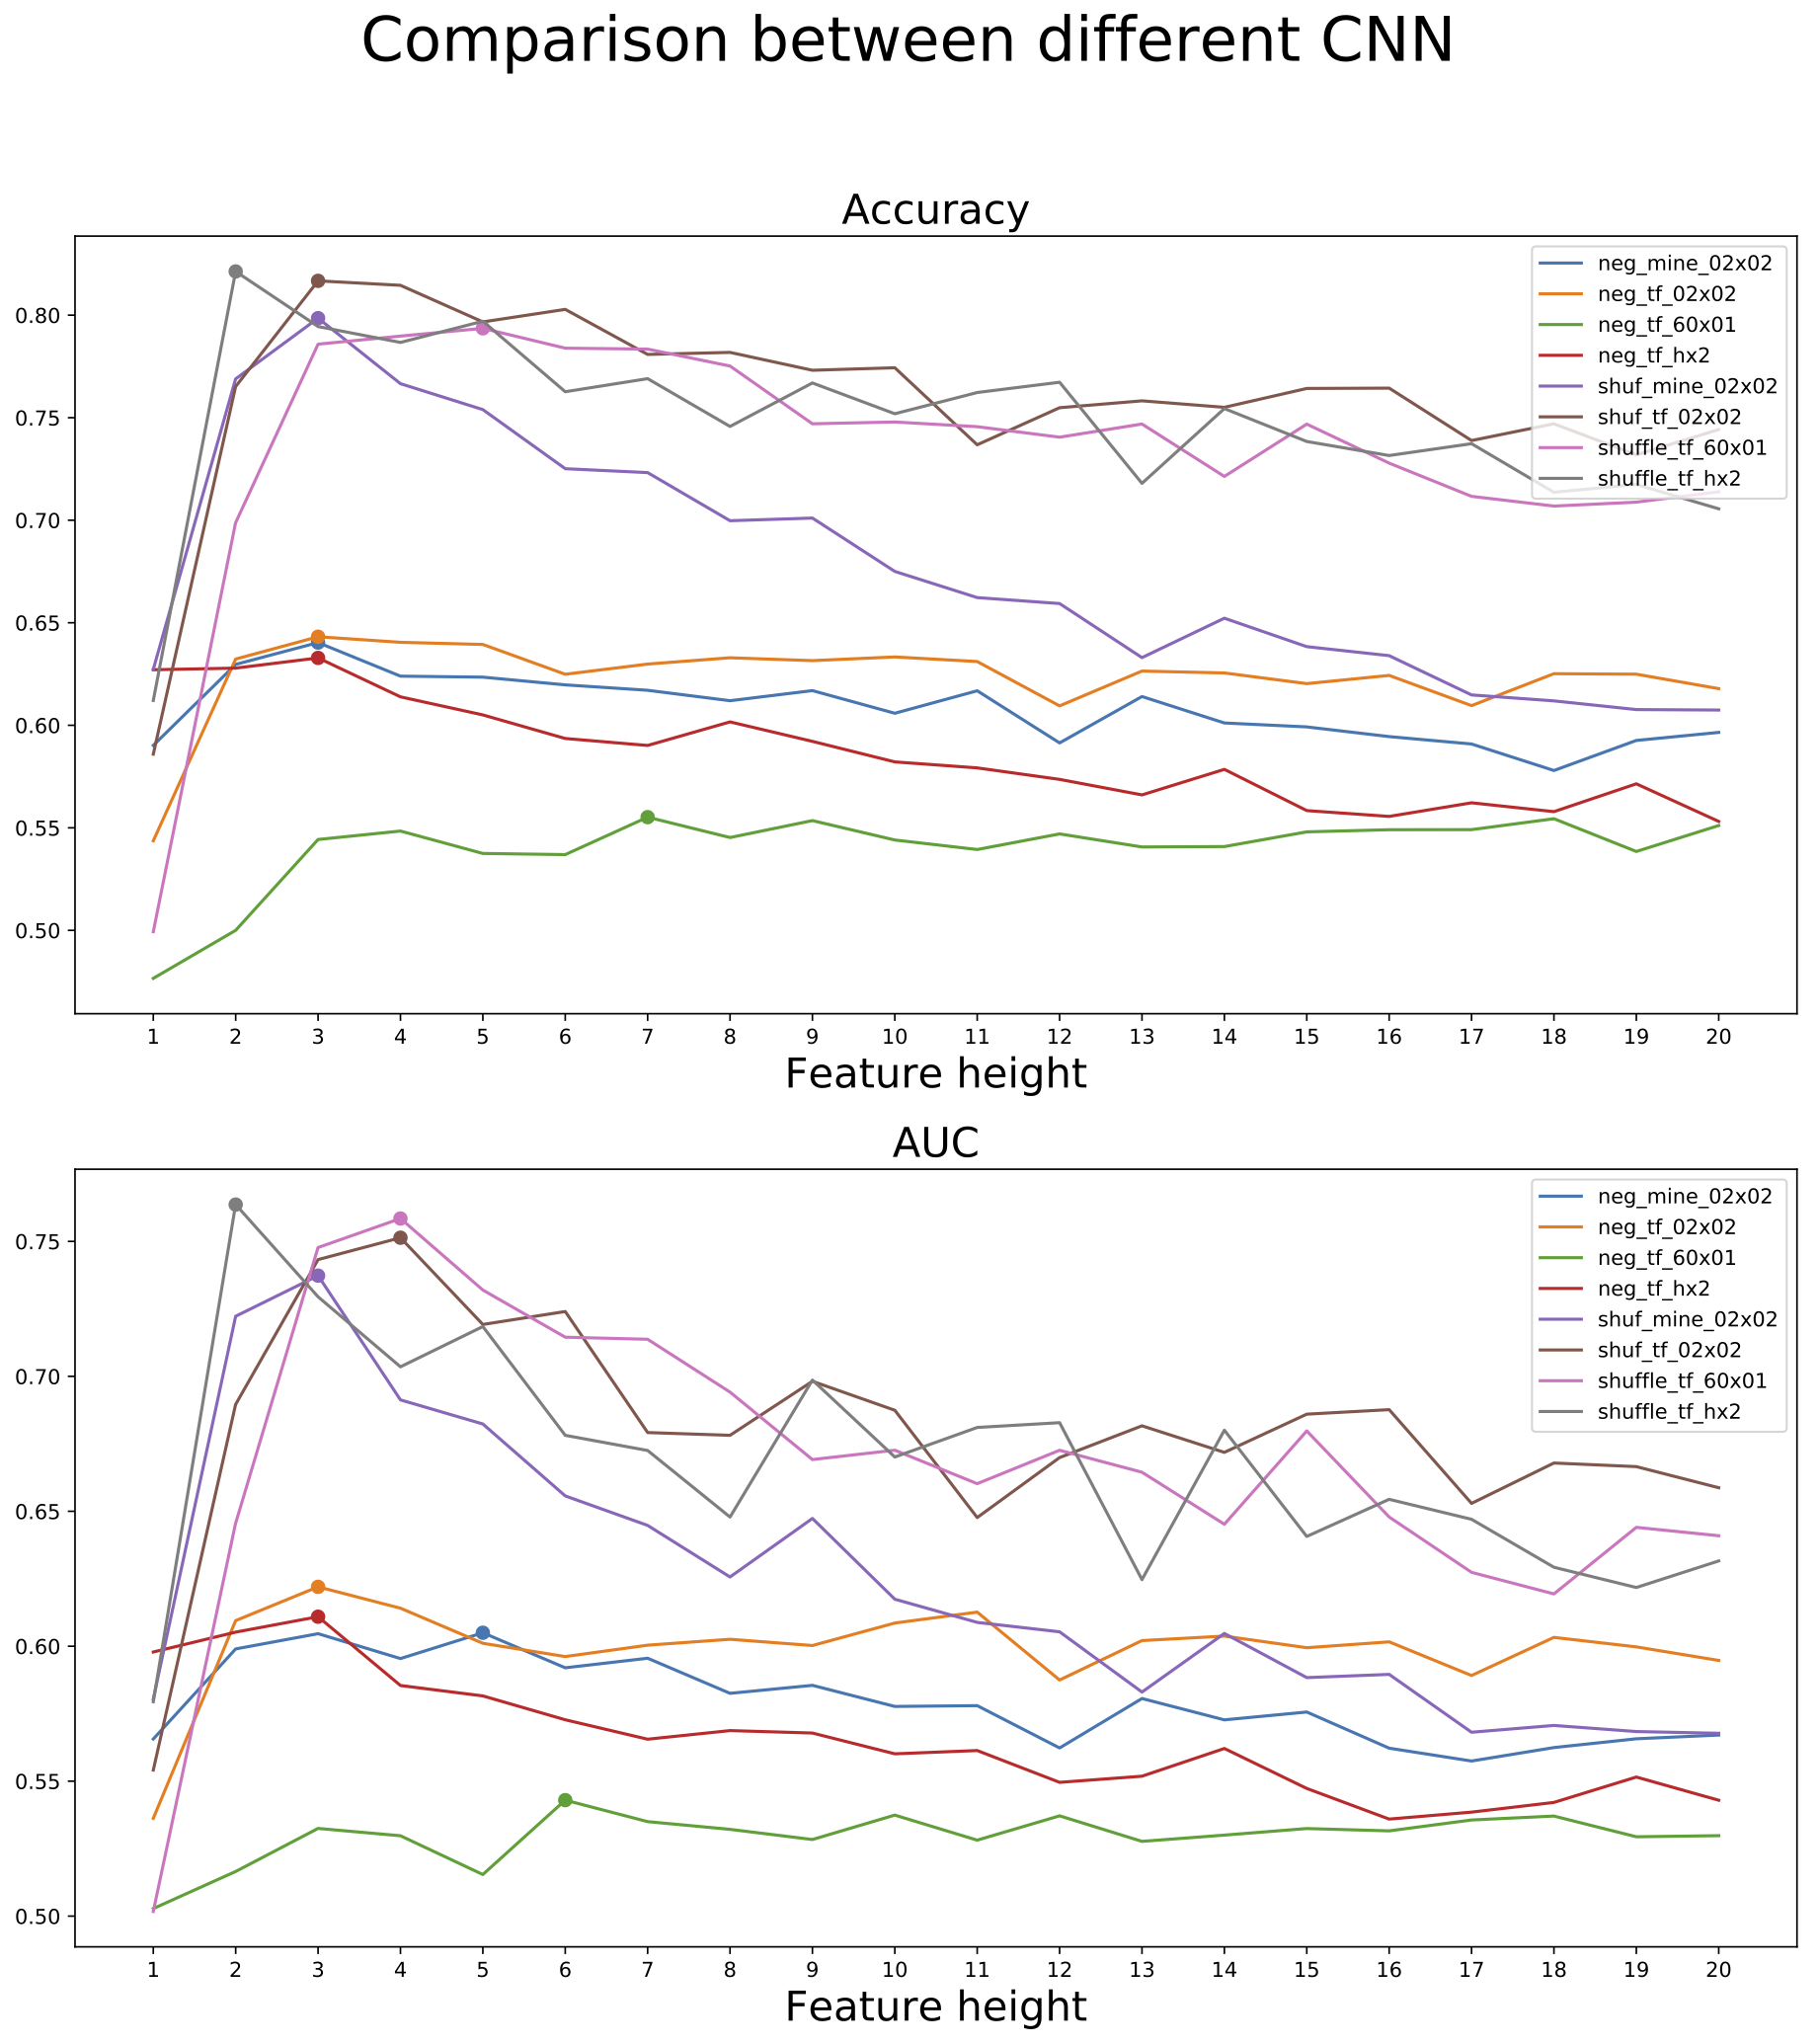 Comparison between different CNN
Accuracy
0.80
0.75
0.70
0.65
0.60
0.55
0.50
neg_mine_02x02
neg_tf_02x02
neg_tf_60x01
neg_tf_hx2
shuf_mine_02x02
shuf_tf_02x02
shuffle_tf_60x01
shuffle_tf_hx2
1 2 3 4 5 6 7 8 9 10 11 12 13 14 15 16 17 18 19 20
Feature height
AUC
0.75
0.70
0.65
0.60
0.55
0.50
neg_mine_02x02
neg_tf_02x02
neg_tf_60x01
neg_tf_hx2
shuf_mine_02x02
shuf_tf_02x02
shuffle_tf_60x01
shuffle_tf_hx2
1 2 3 4 5 6 7 8 9 10 11 12 13 14 15 16 17 18 19 20
Feature height